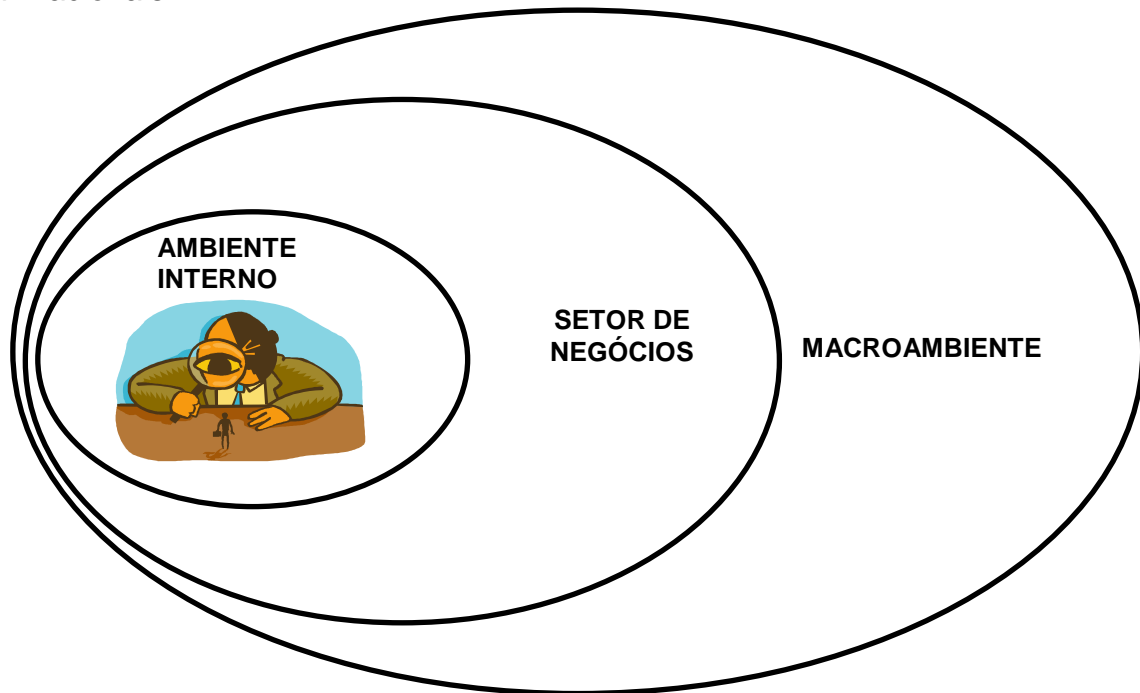 AMBIENTE
INTERNO
SETOR DE
NEGÓCIOS
MACROAMBIENTE